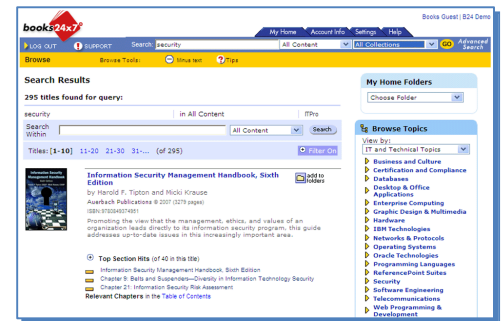 Books Guest | B24 Demo
books24x7®
My Home Account Info Settings Help
LOG OUT SUPPORT Search: security All Content All Collections GO Advanced Search
Browse Browse Tools: Minus text Tips
Search Results
295 titles found for query:
security in All Content ITPro
Search Within All Content Search
Titles: [1-10] 11-20 21-30 31-... (of 295) Filter On
Information Security Management Handbook, Sixth Edition
add to folders
by Harold F. Tipton and Micki Krause
Auerbach Publications © 2007 (3279 pages)
ISBN:9780849374951
Promoting the view that the management, ethics, and values of an
organization leads directly to its information security program, this guide
addresses up-to-date issues in this increasingly important area.
Top Section Hits (of 40 in this title)
Information Security Management Handbook, Sixth Edition
Chapter 9: Belts and Suspenders—Diversity in Information Technology Security
Chapter 21: Information Security Risk Assessment
Relevant Chapters in the Table of Contents
My Home Folders
Choose Folder
Browse Topics
View by:
IT and Technical Topics
Business and Culture
Certification and Compliance
Databases
Desktop & Office
Applications
Enterprise Computing
Graphic Design & Multimedia
Hardware
IBM Technologies
Networks & Protocols
Operating Systems
Oracle Technologies
Programming Languages
ReferencePoint Suites
Security
Software Engineering
Telecommunications
Web Programming &
Development